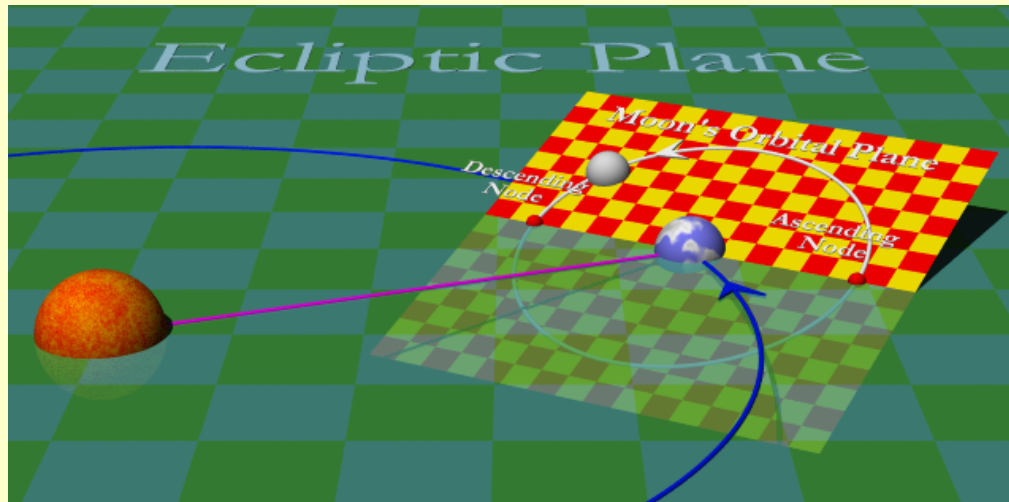 Ecliptic Plane
Moon's Orbital Plane
Descending
Node
Ascending
Node